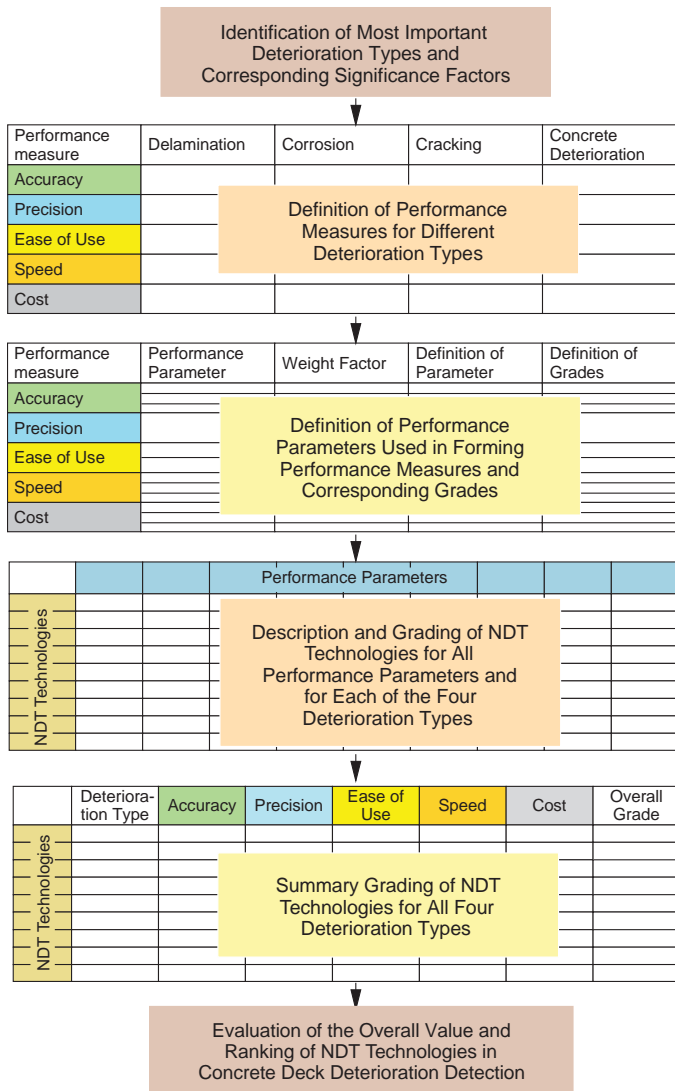 Identification of Most Important
Deterioration Types and
Corresponding Significance Factors
Performance
measure
Delamination
Corrosion
Cracking
Concrete
Deterioration
Accuracy
Precision
Ease of Use
Speed
Cost
Definition of Performance
Measures for Different
Deterioration Types
Performance
measure
Performance
Parameter
Weight Factor
Definition of
Parameter
Definition of
Grades
Accuracy
Precision
Ease of Use
Speed
Cost
Definition of Performance
Parameters Used in Forming
Performance Measures and
Corresponding Grades
Performance Parameters
NDT Technologies
Description and Grading of NDT
Technologies for All
Performance Parameters and
for Each of the Four
Deterioration Types
Deteriora-
tion Type
Accuracy
Precision
Ease of
Use
Speed
Cost
Overall
Grade
NDT Technologies
Summary Grading of NDT
Technologies for All Four
Deterioration Types
Evaluation of the Overall Value and
Ranking of NDT Technologies in
Concrete Deck Deterioration Detection